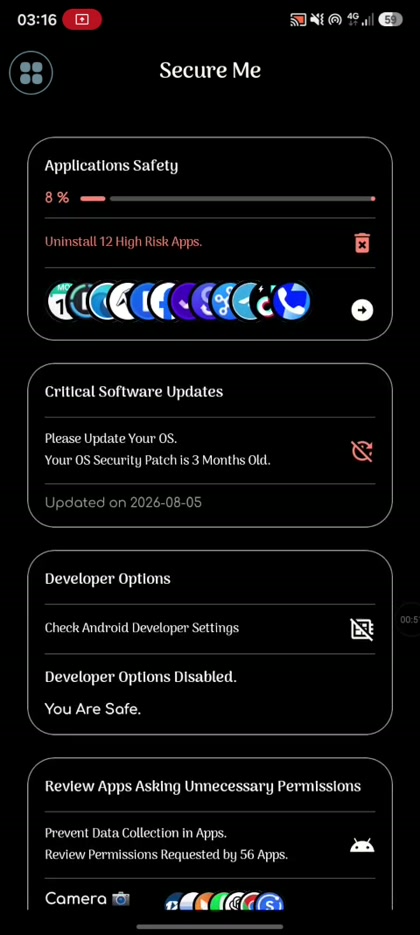 03:16
4G
59
Secure Me
Applications Safety
8 %
Uninstall 12 High Risk Apps.
Critical Software Updates
Please Update Your OS.
Your OS Security Patch is 3 Months Old.
Updated on 2026-08-05
Developer Options
Check Android Developer Settings
00:5
Developer Options Disabled.
You Are Safe.
Review Apps Asking Unnecessary Permissions
Prevent Data Collection in Apps.
Review Permissions Requested by 56 Apps.
Camera